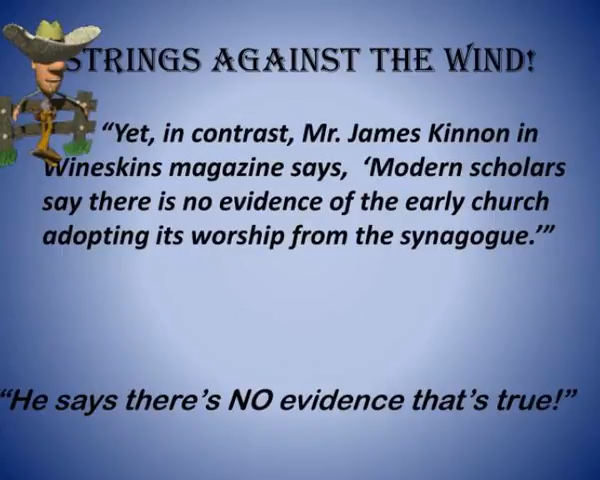 STRINGS AGAINST THE WIND!
“Yet, in contrast, Mr. James Kinnon in
Wineskins magazine says, ‘Modern scholars
say there is no evidence of the early church
adopting its worship from the synagogue.’”
“He says there’s NO evidence that’s true!”